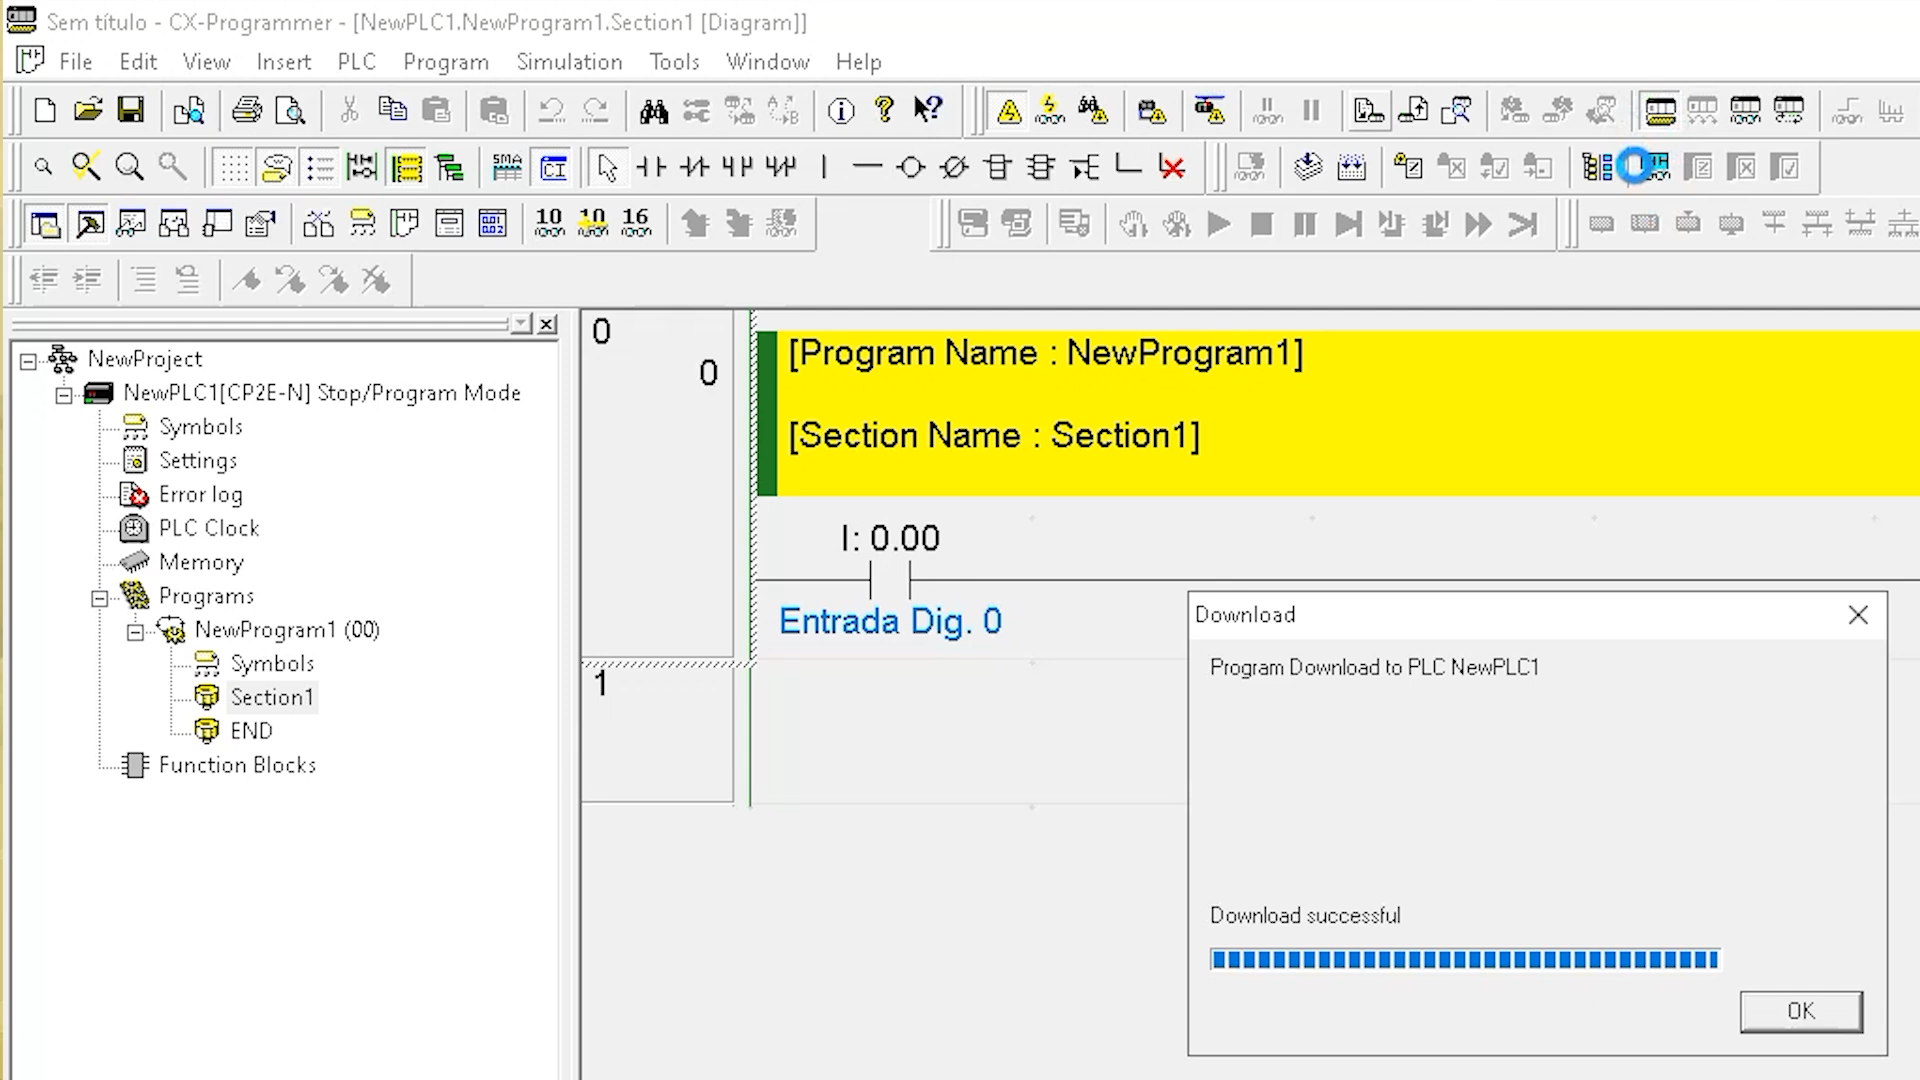 Sem título - CX-Programmer - [NewPLC1.NewProgram1.Section1 [Diagram]]
File Edit View Insert PLC Program Simulation Tools Window Help
SMA
CI
10 10 16
NewProject
NewPLC1[CP2E-N] Stop/Program Mode
Symbols
Settings
Error log
PLC Clock
Memory
Programs
NewProgram1 (00)
Symbols
Section1
END
Function Blocks
0
0
[Program Name : NewProgram1]
[Section Name : Section1]
I: 0.00
Entrada Dig. 0
1
Download
Program Download to PLC NewPLC1
Download successful
OK